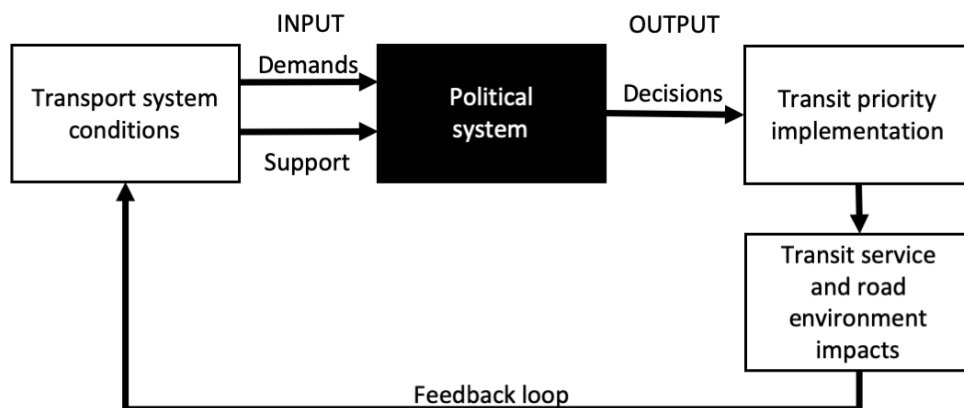 INPUT
OUTPUT
Transport system
conditions
Demands
Support
Political
system
Decisions
Transit priority
implementation
Transit service
and road
environment
impacts
Feedback loop